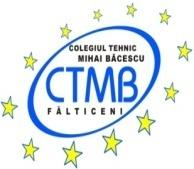 COLEGIUL TEHNIC
MIHAI BĂCESCU
CTMB
FĂLTICENI